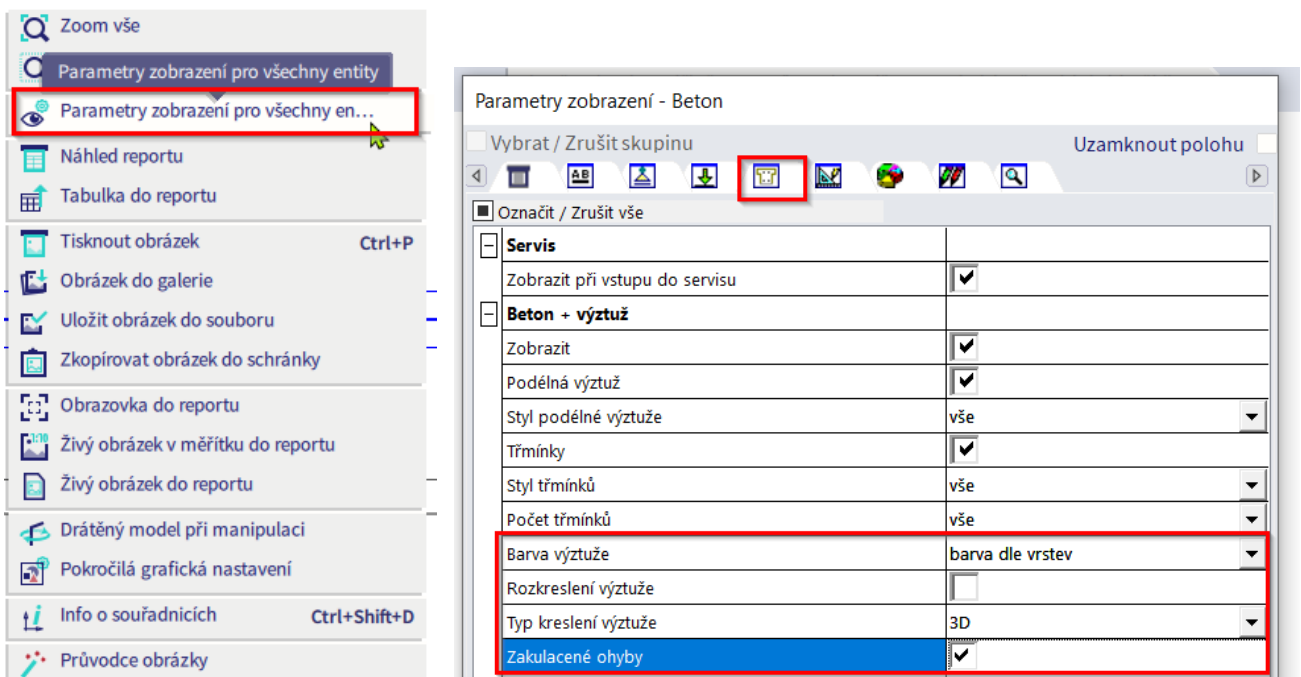 Zoom vše
Parametry zobrazení pro všechny entity
Parametry zobrazení pro všechny en...
Náhled reportu
Tabulka do reportu
Tisknout obrázek Ctrl+P
Obrázek do galerie
Uložit obrázek do souboru
Zkopírovat obrázek do schránky
Obrazovka do reportu
Živý obrázek v měřítku do reportu
Živý obrázek do reportu
Drátěný model při manipulaci
Pokročilá grafická nastavení
Info o souřadnicích Ctrl+Shift+D
Průvodce obrázky
Parametry zobrazení - Beton
Vybrat / Zrušit skupinu Uzamknout polohu
Označit / Zrušit vše
Servis
Zobrazit při vstupu do servisu
Beton + výztuž
Zobrazit
Podélná výztuž
Styl podélné výztuže vše
Třmínky
Styl třmínků vše
Počet třmínků vše
Barva výztuže barva dle vrstev
Rozkreslení výztuže
Typ kreslení výztuže 3D
Zakulacené ohyby